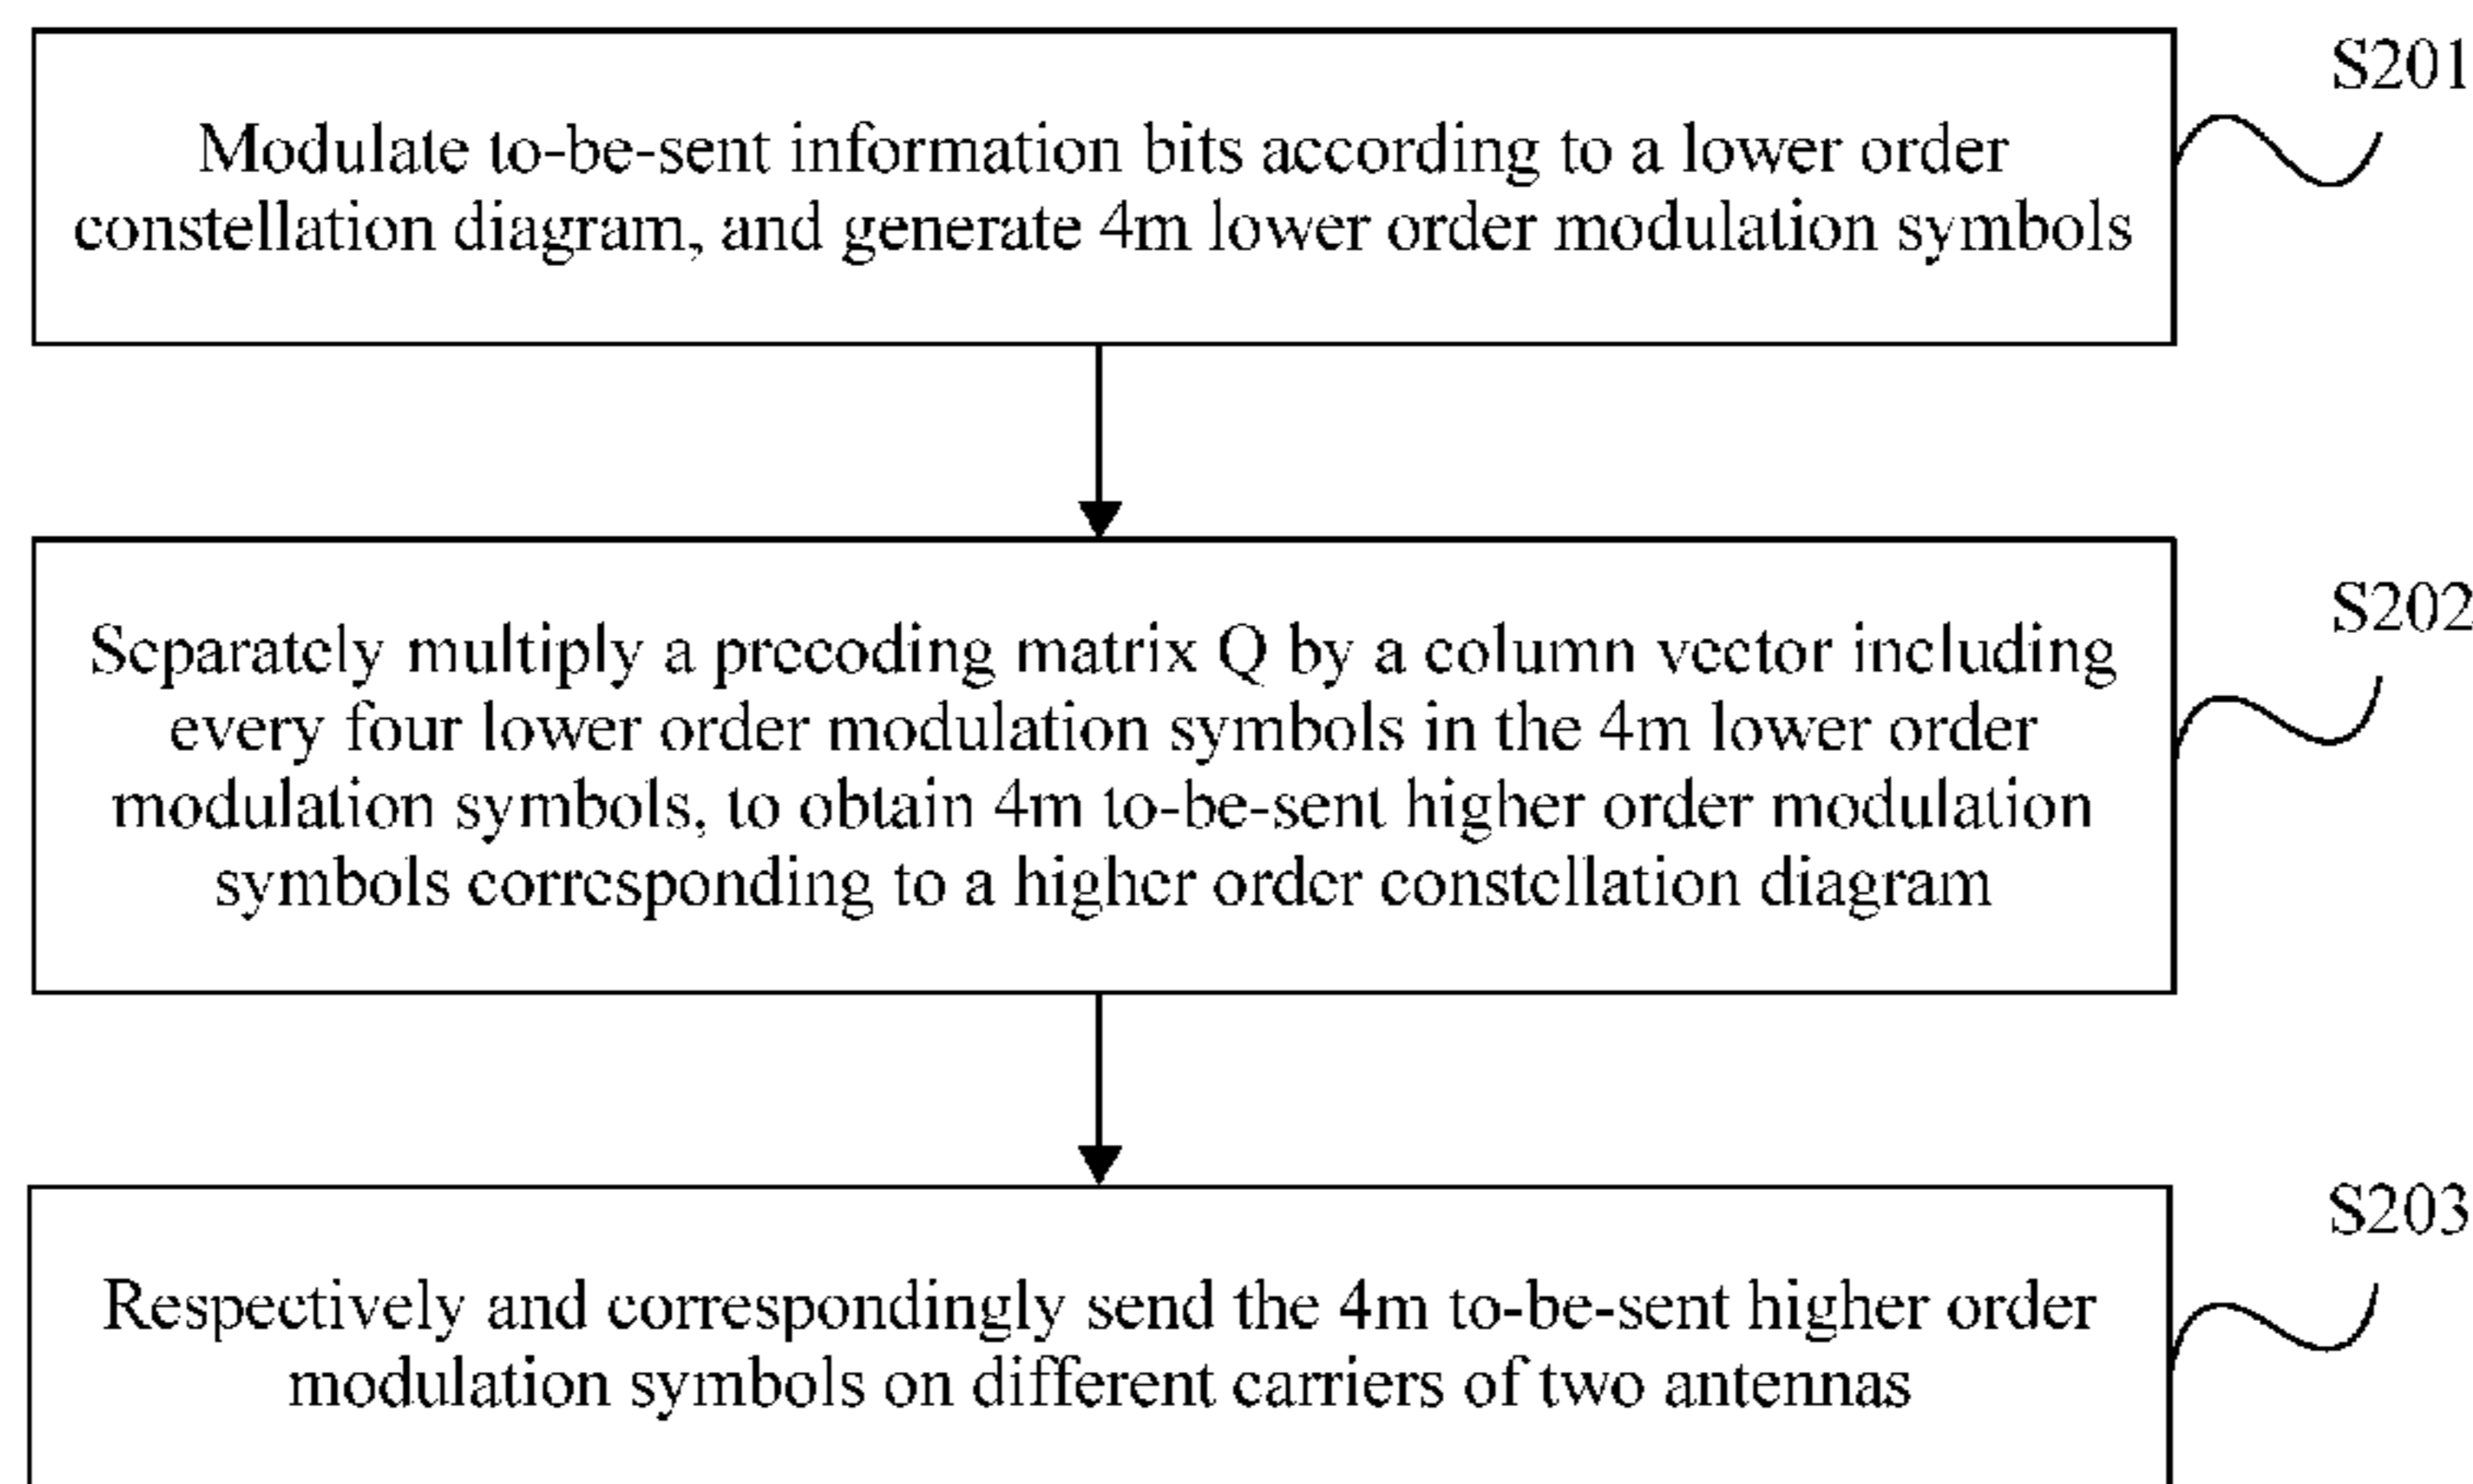 S201
Modulate to-be-sent information bits according to a lower order
constellation diagram, and generate 4m lower order modulation symbols
S202
Separately multiply a precoding matrix Q by a column vector including
every four lower order modulation symbols in the 4m lower order
modulation symbols, to obtain 4m to-be-sent higher order modulation
symbols corresponding to a higher order constellation diagram
S203
Respectively and correspondingly send the 4m to-be-sent higher order
modulation symbols on different carriers of two antennas